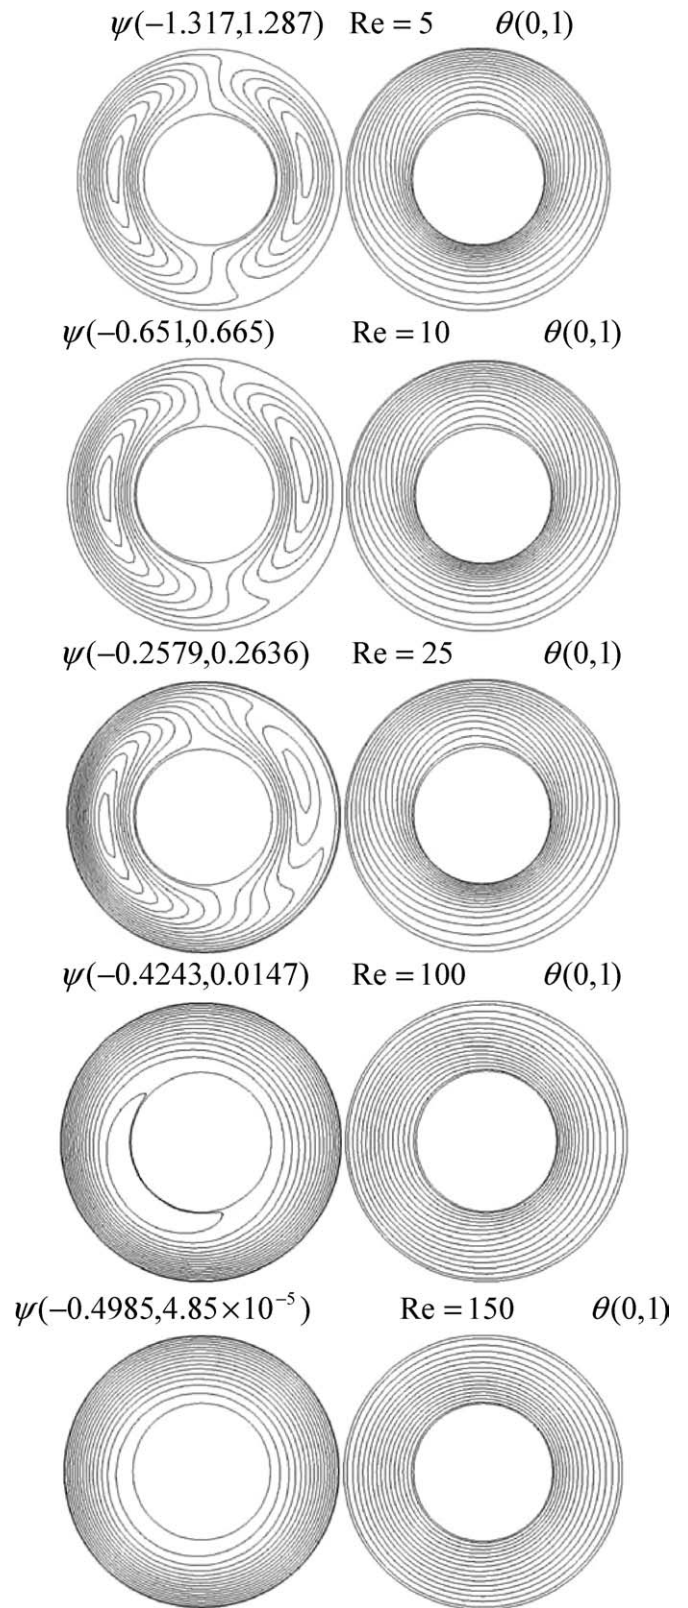 ψ(−1.317,1.287) Re = 5 θ(0,1)
ψ(−0.651,0.665) Re = 10 θ(0,1)
ψ(−0.2579,0.2636) Re = 25 θ(0,1)
ψ(−0.4243,0.0147) Re = 100 θ(0,1)
ψ(−0.4985,4.85×10⁻⁵) Re = 150 θ(0,1)